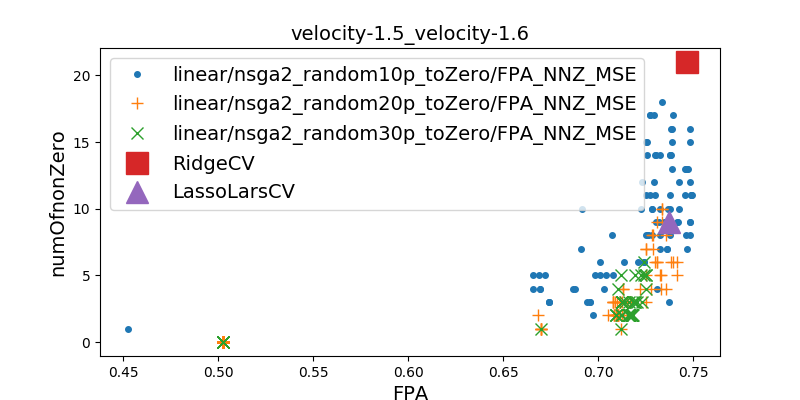 velocity-1.5_velocity-1.6
linear/nsga2_random10p_toZero/FPA_NNZ_MSE
linear/nsga2_random20p_toZero/FPA_NNZ_MSE
linear/nsga2_random30p_toZero/FPA_NNZ_MSE
RidgeCV
LassoLarsCV
numOfnonZero
20
15
10
5
0
0.45 0.50 0.55 0.60 0.65 0.70 0.75
FPA